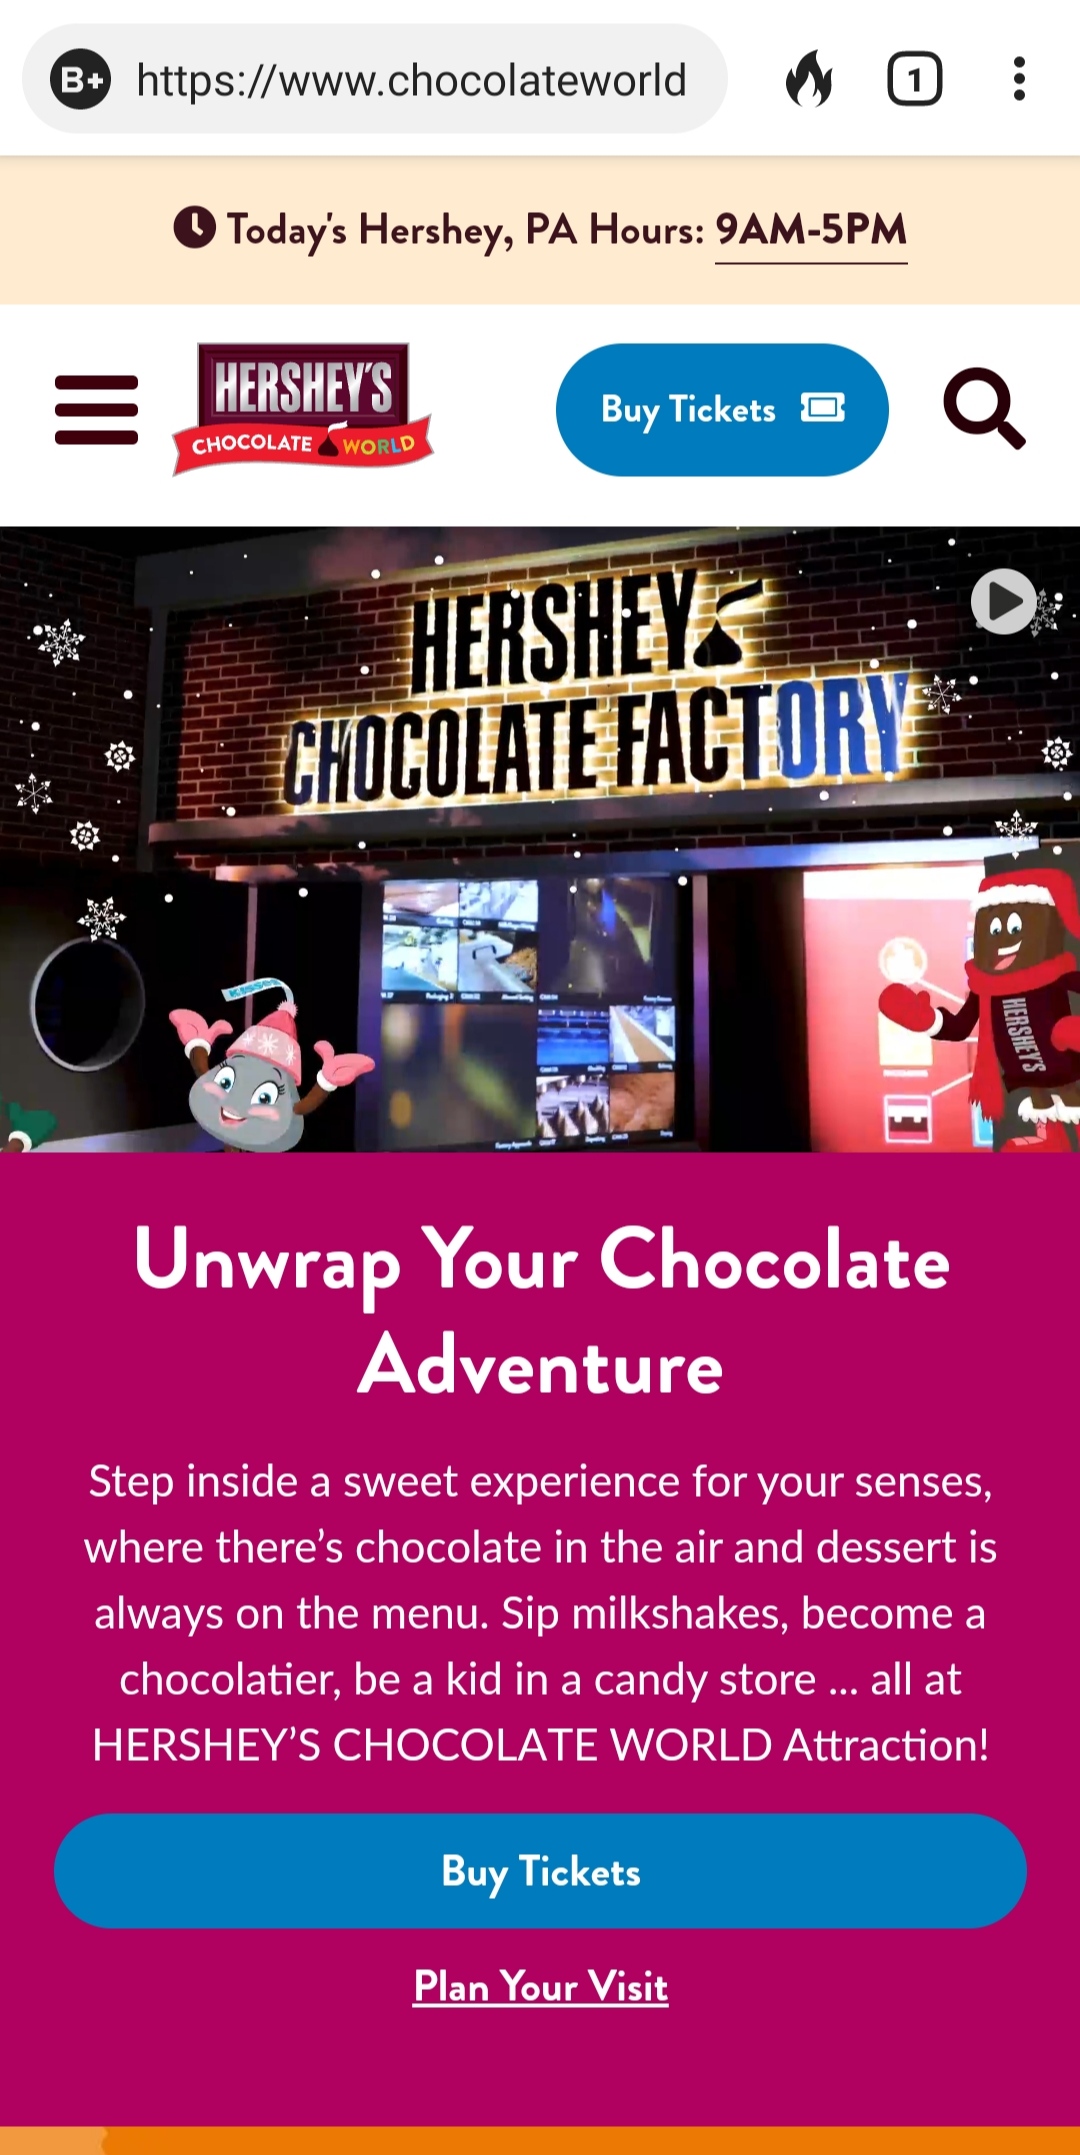 B+ https://www.chocolateworld
1
Today's Hershey, PA Hours: 9AM-5PM
HERSHEY'S
CHOCOLATE WORLD
Buy Tickets
HERSHEY
CHOCOLATE FACTORY
KISSES
HERSHEY'S
Unwrap Your Chocolate
Adventure
Step inside a sweet experience for your senses,
where there’s chocolate in the air and dessert is
always on the menu. Sip milkshakes, become a
chocolatier, be a kid in a candy store ... all at
HERSHEY’S CHOCOLATE WORLD Attraction!
Buy Tickets
Plan Your Visit